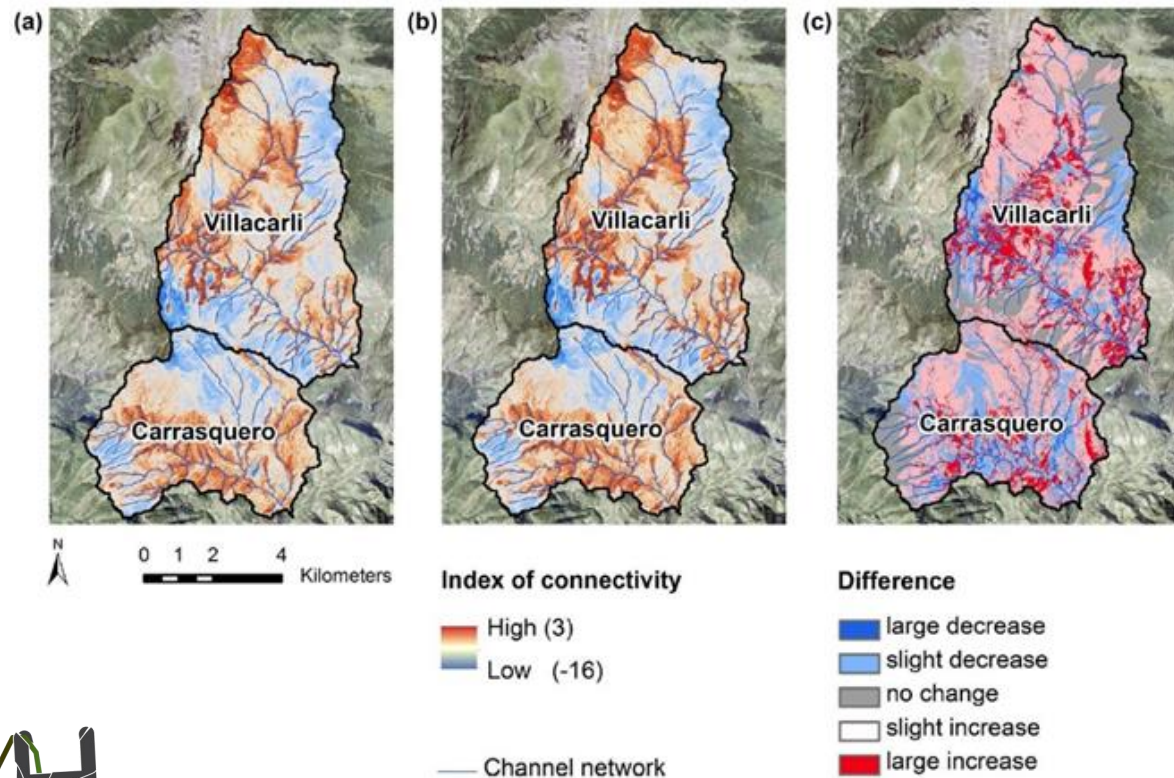 (a)
Villacarli
Carrasquero
(b)
Villacarli
Carrasquero
(c)
Villacarli
Carrasquero
N
0 1 2 4
Kilometers
Index of connectivity
High (3)
Low (-16)
Channel network
Difference
large decrease
slight decrease
no change
slight increase
large increase